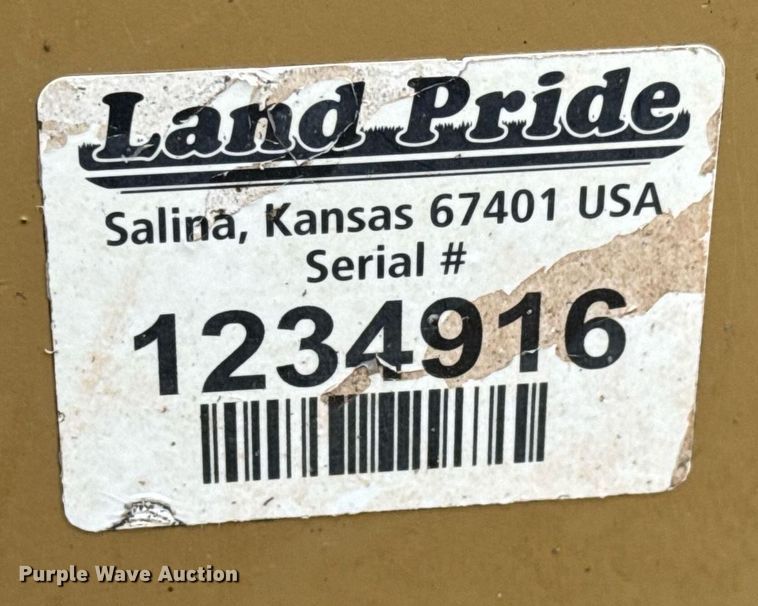 Land Pride
Salina, Kansas 67401 USA
Serial #
1234916
Purple Wave Auction